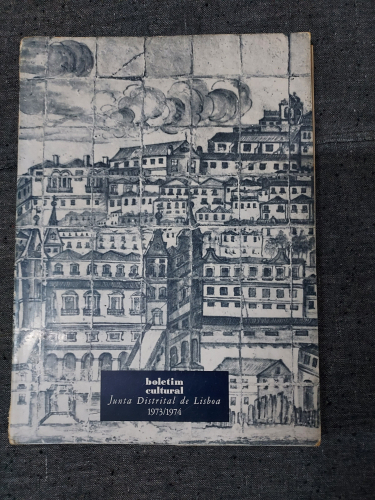 boletim
cultural
Junta Distrital de Lisboa
1973/1974